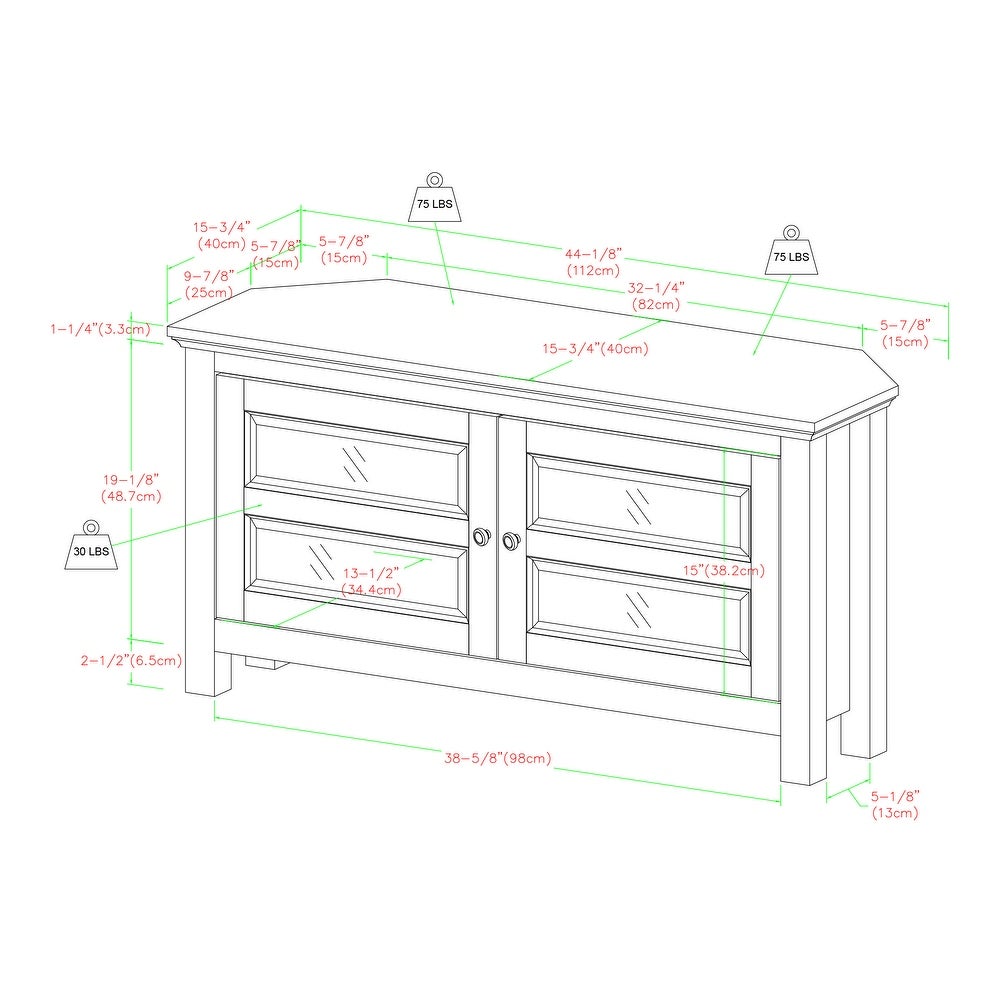 75 LBS
15-3/4"
(40cm)
5-7/8"
(15cm)
5-7/8"
(15cm)
44-1/8"
(112cm)
75 LBS
9-7/8"
(25cm)
32-1/4"
(82cm)
1-1/4"(3.3cm)
5-7/8"
(15cm)
15-3/4"(40cm)
19-1/8"
(48.7cm)
30 LBS
13-1/2"
(34.4cm)
15"(38.2cm)
2-1/2"(6.5cm)
38-5/8"(98cm)
5-1/8"
(13cm)